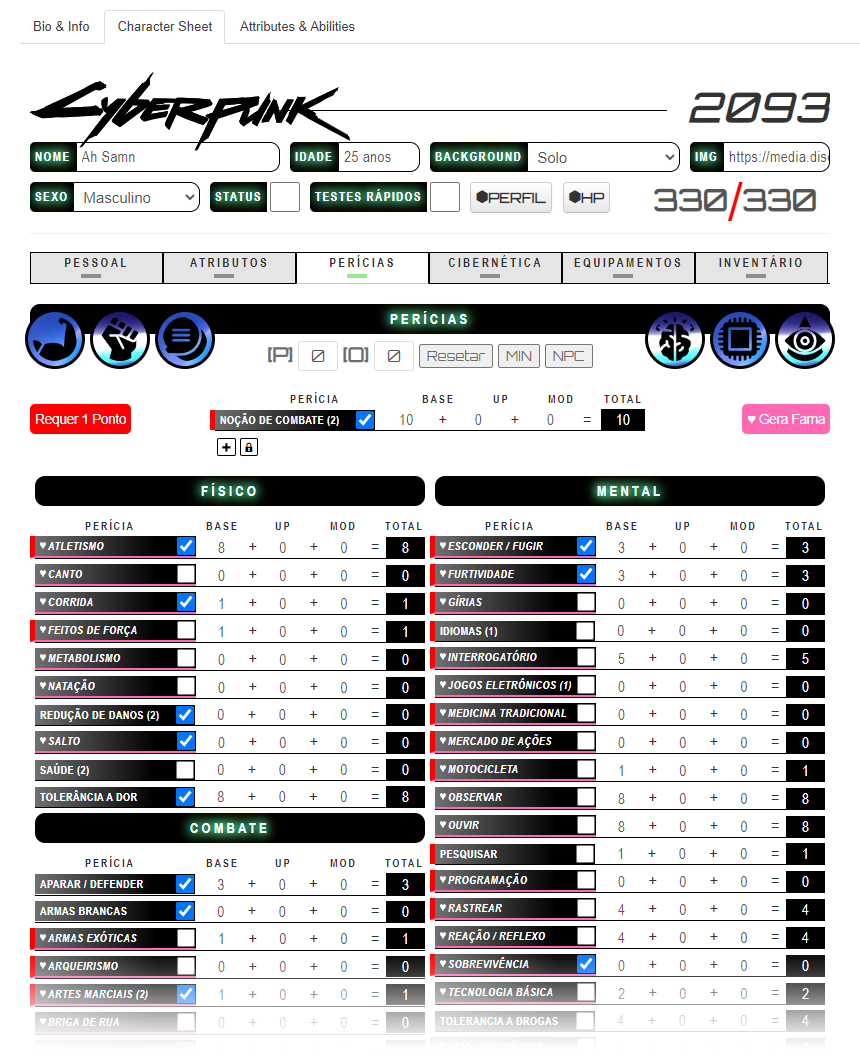 Bio & Info Character Sheet Attributes & Abilities
CYBERPUNK 2093
NOME Ah Samn IDADE 25 anos BACKGROUND Solo IMG https://media.dis
SEXO Masculino STATUS TESTES RÁPIDOS PERFIL HP 330/330
PESSOAL ATRIBUTOS PERÍCIAS CIBERNÉTICA EQUIPAMENTOS INVENTÁRIO
PERÍCIAS
[P] 0 [O] 0 Resetar MIN NPC
PERÍCIA BASE UP MOD TOTAL
Requer 1 Ponto NOÇÃO DE COMBATE (2) 10 + 0 + 0 = 10 ♥ Gera Fama
FÍSICO
PERÍCIA BASE UP MOD TOTAL
♥ ATLETISMO 8 + 0 + 0 = 8
♥ CANTO 0 + 0 + 0 = 0
♥ CORRIDA 1 + 0 + 0 = 1
♥ FEITOS DE FORÇA 1 + 0 + 0 = 1
♥ METABOLISMO 0 + 0 + 0 = 0
♥ NATAÇÃO 0 + 0 + 0 = 0
REDUÇÃO DE DANOS (2) 0 + 0 + 0 = 0
♥ SALTO 0 + 0 + 0 = 0
SAÚDE (2) 0 + 0 + 0 = 0
TOLERÂNCIA A DOR 8 + 0 + 0 = 8
COMBATE
PERÍCIA BASE UP MOD TOTAL
APARAR / DEFENDER 3 + 0 + 0 = 3
ARMAS BRANCAS 0 + 0 + 0 = 0
♥ ARMAS EXÓTICAS 1 + 0 + 0 = 1
♥ ARQUEIRISMO 0 + 0 + 0 = 0
♥ ARTES MARCIAIS (2) 1 + 0 + 0 = 1
♥ BRIGA DE RUA 0 + 0 + 0 = 0
MENTAL
PERÍCIA BASE UP MOD TOTAL
♥ ESCONDER / FUGIR 3 + 0 + 0 = 3
♥ FURTIVIDADE 3 + 0 + 0 = 3
♥ GÍRIAS 0 + 0 + 0 = 0
IDIOMAS (1) 0 + 0 + 0 = 0
♥ INTERROGATÓRIO 5 + 0 + 0 = 5
♥ JOGOS ELETRÔNICOS (1) 0 + 0 + 0 = 0
♥ MEDICINA TRADICIONAL 0 + 0 + 0 = 0
♥ MERCADO DE AÇÕES 0 + 0 + 0 = 0
♥ MOTOCICLETA 1 + 0 + 0 = 1
♥ OBSERVAR 8 + 0 + 0 = 8
♥ OUVIR 8 + 0 + 0 = 8
PESQUISAR 1 + 0 + 0 = 1
♥ PROGRAMAÇÃO 0 + 0 + 0 = 0
♥ RASTREAR 4 + 0 + 0 = 4
♥ REAÇÃO / REFLEXO 4 + 0 + 0 = 4
♥ SOBREVIVÊNCIA 0 + 0 + 0 = 0
♥ TECNOLOGIA BÁSICA 2 + 0 + 0 = 2
TOLERANCIA A DROGAS 4 + 0 + 0 = 4